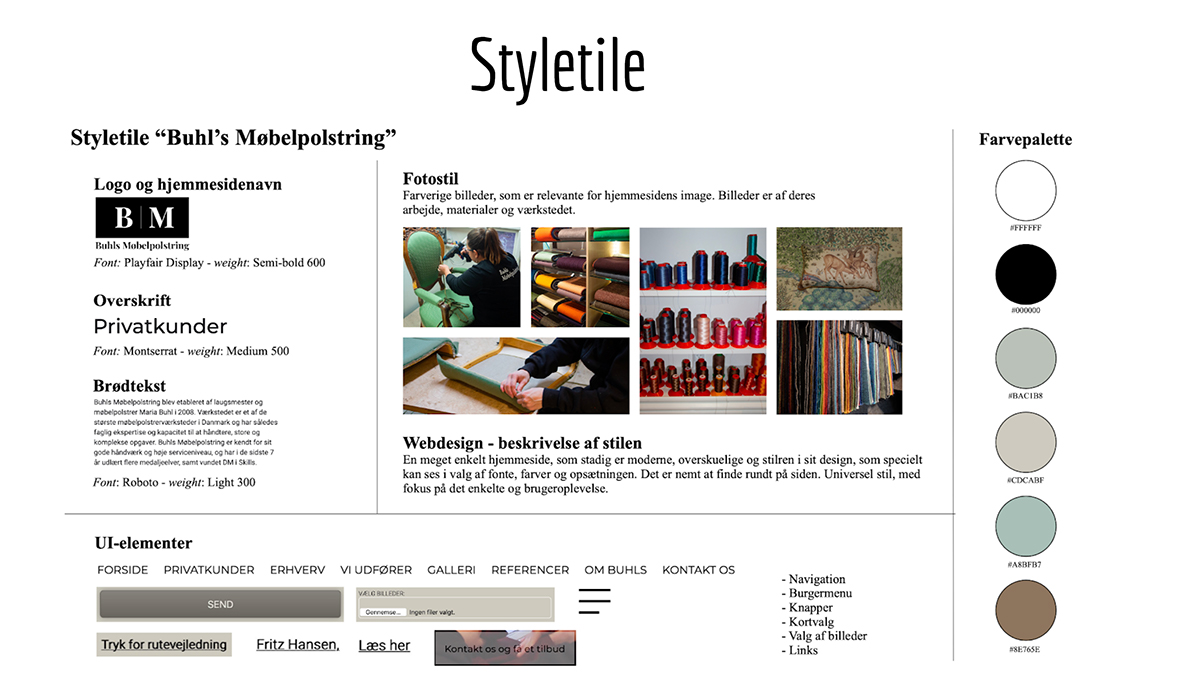 Styletile
Styletile “Buhl’s Møbelpolstring”
Logo og hjemmesidenavn
B M
Buhls Møbelpolstring
Font: Playfair Display - weight: Semi-bold 600
Overskrift
Privatkunder
Font: Montserrat - weight: Medium 500
Brødtekst
Buhls Møbelpolstring blev etableret af laugsmester og
møbelpolstrer Maria Buhl i 2008. Værkstedet er et af de
største møbelpolstrerværksteder i Danmark og har således
faglig ekspertise og kapacitet til at håndtere, store og
komplekse opgaver. Buhls Møbelpolstring er kendt for sit
gode håndværk og høje serviceniveau, og har i de sidste 7
år udlært flere medaljeelver, samt vundet DM i Skills.
Font: Roboto - weight: Light 300
Fotostil
Farverige billeder, som er relevante for hjemmesidens image. Billeder er af deres
arbejde, materialer og værkstedet.
Buhls
Møbelpolstring
Webdesign - beskrivelse af stilen
En meget enkelt hjemmeside, som stadig er moderne, overskuelige og stilren i sit design, som specielt
kan ses i valg af fonte, farver og opsætningen. Det er nemt at finde rundt på siden. Universel stil, med
fokus på det enkelte og brugeroplevelse.
UI-elementer
FORSIDE PRIVATKUNDER ERHVERV VI UDFØRER GALLERI REFERENCER OM BUHLS KONTAKT OS
SEND
VÆLG BILLEDER:
Gennemse... Ingen filer valgt.
Tryk for rutevejledning
Fritz Hansen,
Læs her
Kontakt os og få et tilbud
- Navigation
- Burgermenu
- Knapper
- Kortvalg
- Valg af billeder
- Links
Farvepalette
#FFFFFF
#000000
#BAC1B8
#CDCABF
#A8BFB7
#8E765E